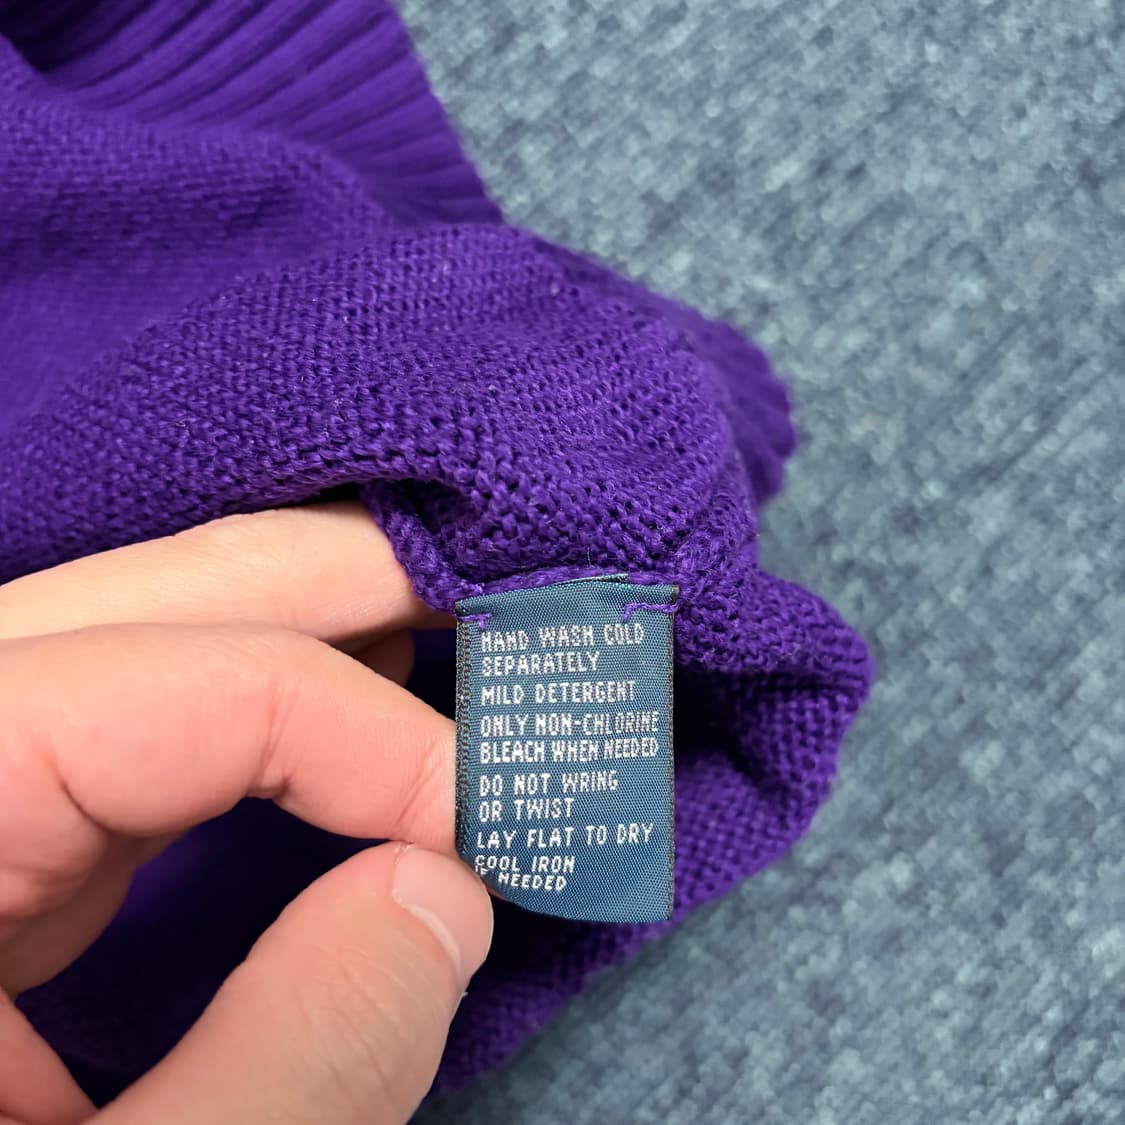 HAND WASH COLD
SEPARATELY
MILD DETERGENT
ONLY NON-CHLORINE
BLEACH WHEN NEEDED
DO NOT WRING
OR TWIST
LAY FLAT TO DRY
COOL IRON
IF NEEDED